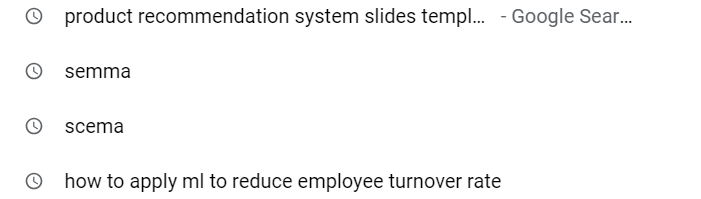 product recommendation system slides templ... - Google Sear...
semma
scema
how to apply ml to reduce employee turnover rate